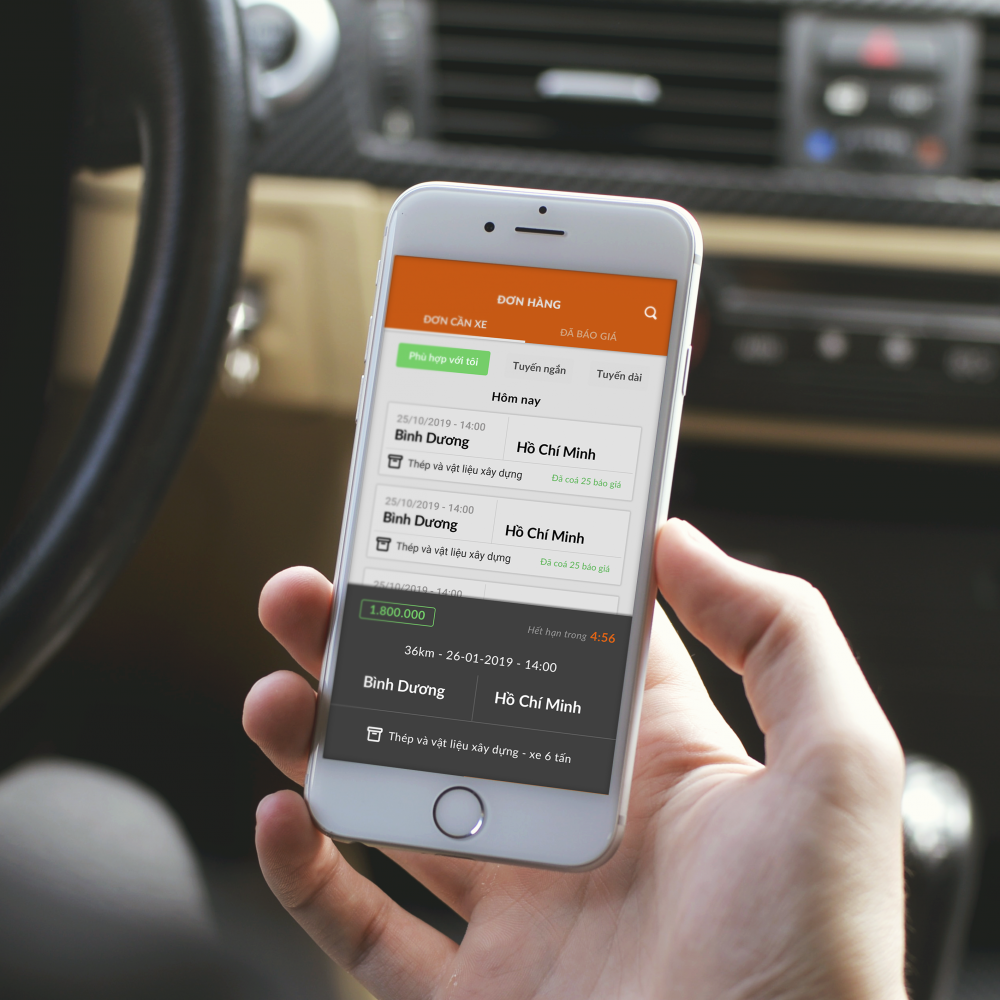 ĐƠN HÀNG
ĐƠN CẦN XE
ĐÃ BÁO GIÁ
Phù hợp với tôi
Tuyến ngắn
Tuyến dài
Hôm nay
25/10/2019 - 14:00
Bình Dương
Hồ Chí Minh
Thép và vật liệu xây dựng
Đã coá 25 báo giá
25/10/2019 - 14:00
Bình Dương
Hồ Chí Minh
Thép và vật liệu xây dựng
Đã coá 25 báo giá
25/10/2019 - 14:00
1.800.000
Hết hạn trong 4:56
36km - 26-01-2019 - 14:00
Bình Dương
Hồ Chí Minh
Thép và vật liệu xây dựng - xe 6 tấn